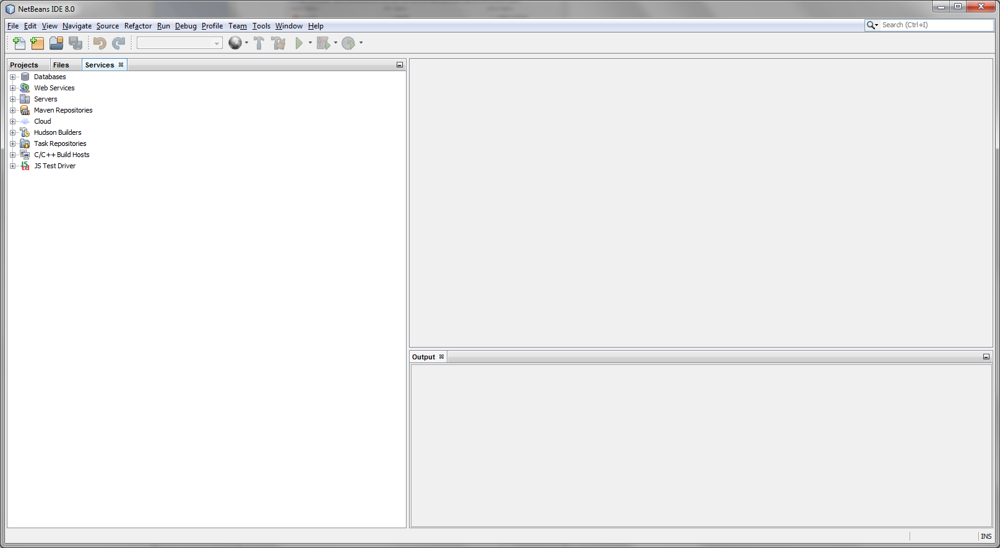 NetBeans IDE 8.0
File Edit View Navigate Source Refactor Run Debug Profile Team Tools Window Help
Search (Ctrl+I)
Projects Files Services
Databases
Web Services
Servers
Maven Repositories
Cloud
Hudson Builders
Task Repositories
C/C++ Build Hosts
JS Test Driver
Output
INS